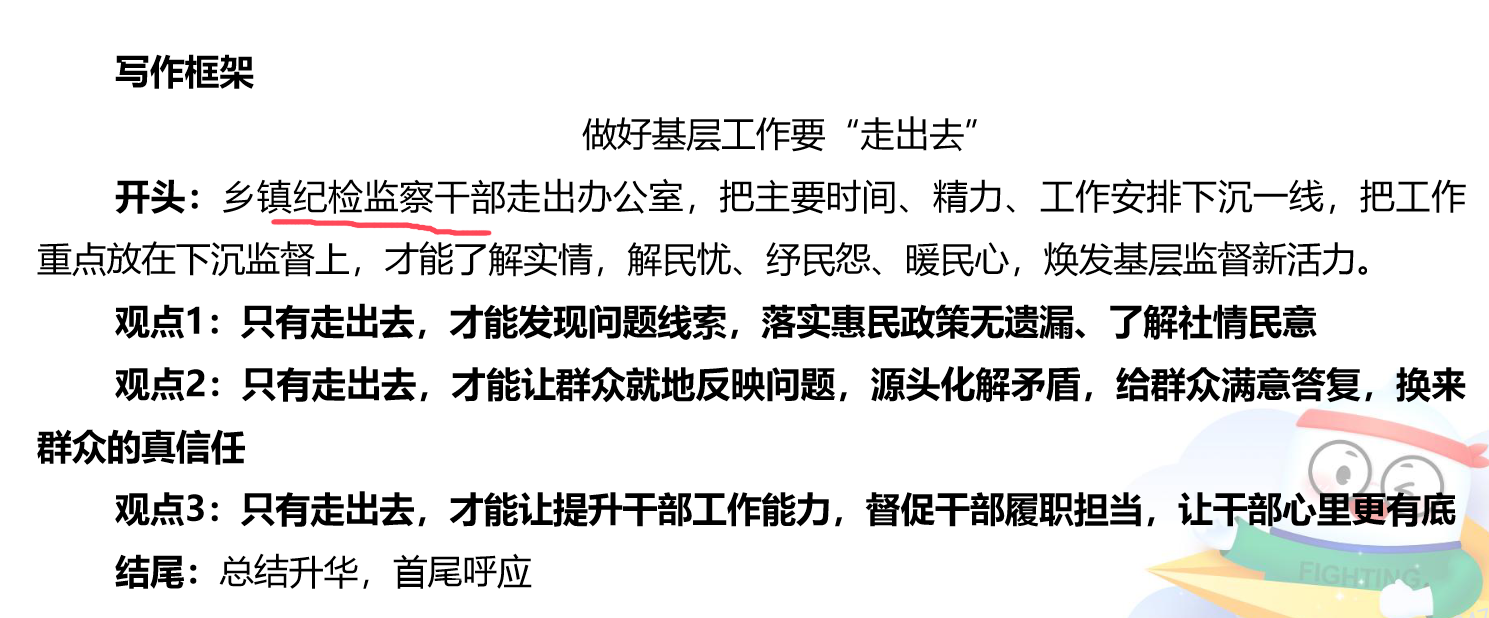 写作框架
做好基层工作要“走出去”
开头：乡镇纪检监察干部走出办公室，把主要时间、精力、工作安排下沉一线，把工作
重点放在下沉监督上，才能了解实情，解民忧、纾民怨、暖民心，焕发基层监督新活力。
观点1：只有走出去，才能发现问题线索，落实惠民政策无遗漏、了解社情民意
观点2：只有走出去，才能让群众就地反映问题，源头化解矛盾，给群众满意答复，换来
群众的真信任
观点3：只有走出去，才能让提升干部工作能力，督促干部履职担当，让干部心里更有底
结尾：总结升华，首尾呼应
FIGHTING.